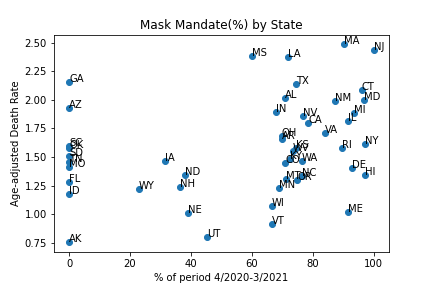 Mask Mandate(%) by State
Age-adjusted Death Rate
2.50
2.25
2.00
1.75
1.50
1.25
1.00
0.75
0
20
40
60
80
100
% of period 4/2020-3/2021
MA
NJ
MS
LA
GA
TX
CT
MD
AL
NM
AZ
IN
NV
MI
IL
CA
VA
OH
NY
RI
SD
MO
IA
WA
DE
FL
ND
NC
HI
MT
ID
WY
NH
MN
NE
WI
ME
VT
UT
AK